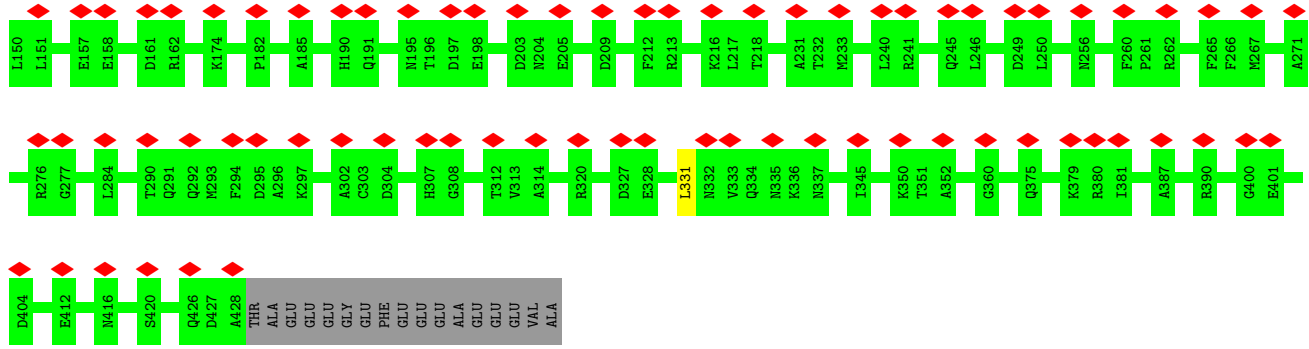 L150 L151 E157 E158 D161 R162 K174 P182 A185 H190 Q191 N195 T196 D197 E198 D203 N204 E205 D209 F212 R213 K216 L217 T218 A231 T232 M233 L240 R241 Q245 L246 D249 L250 N256 F260 P261 R262 F265 F266 M267 A271
R276 G277 L284 T290 Q291 Q292 M293 F294 D295 A296 K297 A302 C303 D304 H307 G308 T312 V313 A314 R320 D327 E328 L331 N332 V333 Q334 N335 K336 N337 I345 K350 T351 A352 G360 Q375 K379 R380 I381 A387 R390 G400 E401
D404 E412 N416 S420 Q426 D427 A428 THR ALA GLU GLU GLU GLY GLU PHE GLU GLU GLU ALA GLU GLU GLU VAL ALA